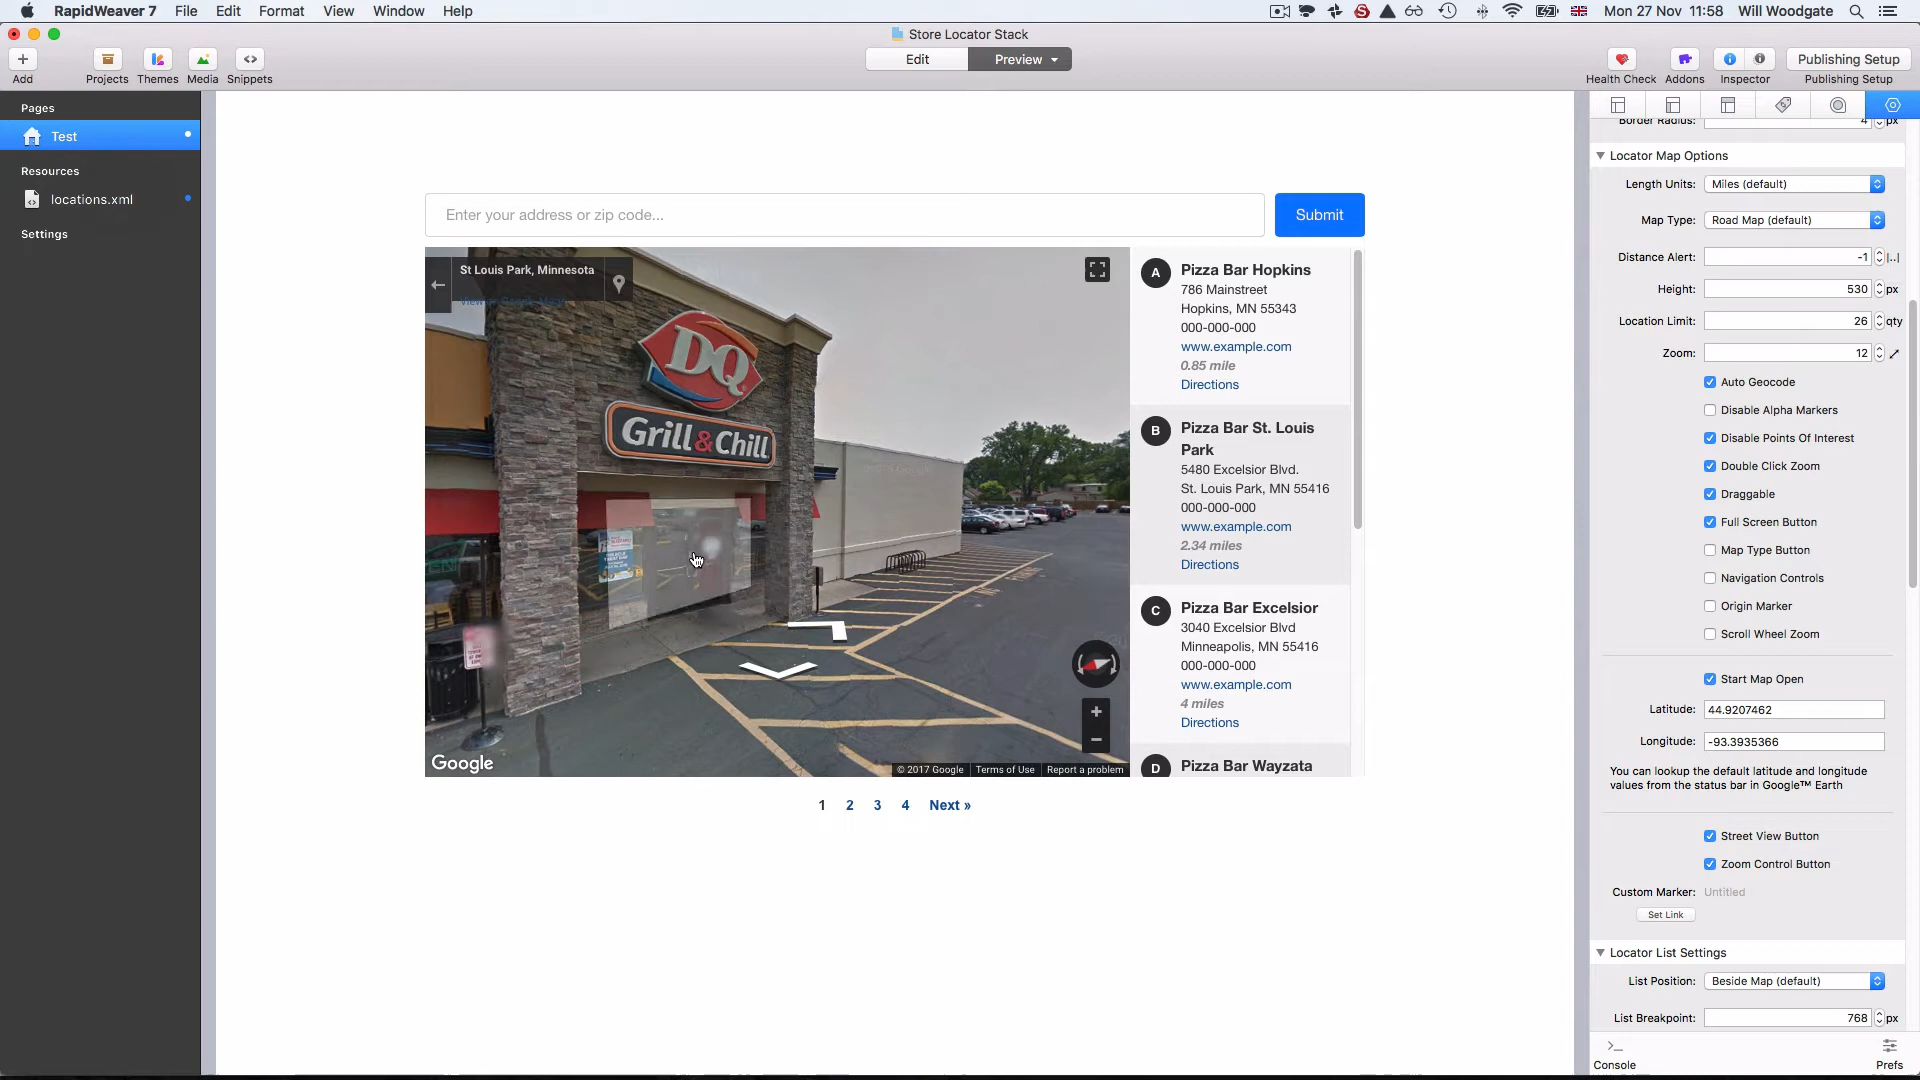 RapidWeaver 7 File Edit Format View Window Help
Mon 27 Nov 11:58 Will Woodgate
Store Locator Stack
Add
Projects
Themes
Media
Snippets
Edit
Preview
Health Check
Addons
Inspector
Publishing Setup
Publishing Setup
Pages
Test
Resources
locations.xml
Settings
Enter your address or zip code...
Submit
St Louis Park, Minnesota
DQ
Grill & Chill
Google
© 2017 Google
Terms of Use
Report a problem
A
Pizza Bar Hopkins
786 Mainstreet
Hopkins, MN 55343
000-000-000
www.example.com
0.85 mile
Directions
B
Pizza Bar St. Louis
Park
5480 Excelsior Blvd.
St. Louis Park, MN 55416
000-000-000
www.example.com
2.34 miles
Directions
C
Pizza Bar Excelsior
3040 Excelsior Blvd
Minneapolis, MN 55416
000-000-000
www.example.com
4 miles
Directions
D
Pizza Bar Wayzata
1 2 3 4 Next »
Border Radius: 4 px
Locator Map Options
Length Units: Miles (default)
Map Type: Road Map (default)
Distance Alert: -1 |..|
Height: 530 px
Location Limit: 26 qty
Zoom: 12
Auto Geocode
Disable Alpha Markers
Disable Points Of Interest
Double Click Zoom
Draggable
Full Screen Button
Map Type Button
Navigation Controls
Origin Marker
Scroll Wheel Zoom
Start Map Open
Latitude: 44.9207462
Longitude: -93.3935366
You can lookup the default latitude and longitude
values from the status bar in Google™ Earth
Street View Button
Zoom Control Button
Custom Marker: Untitled
Set Link
Locator List Settings
List Position: Beside Map (default)
List Breakpoint: 768 px
Console
Prefs